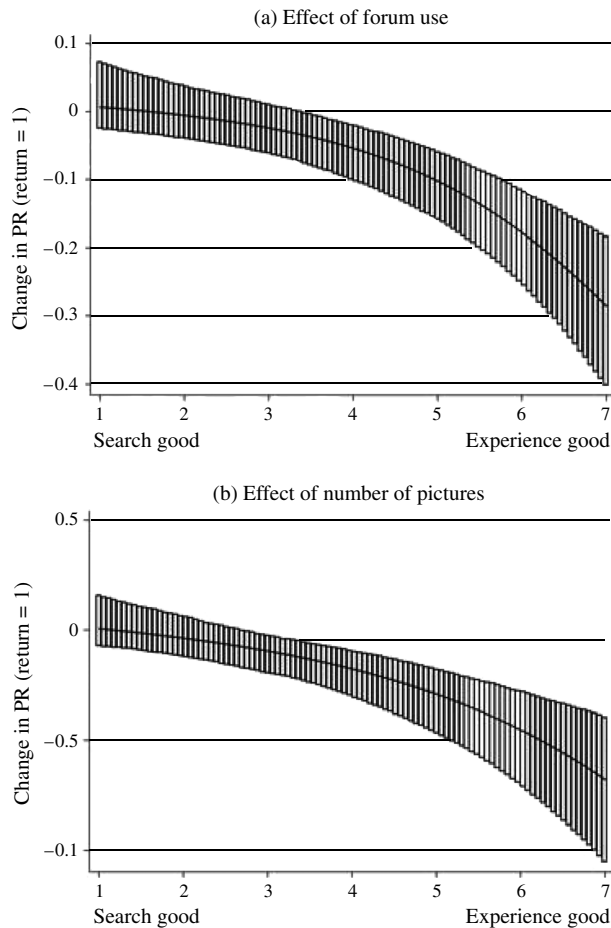 (a) Effect of forum use
0.1
0
−0.1
−0.2
−0.3
−0.4
Change in PR (return = 1)
1 2 3 4 5 6 7
Search good Experience good
(b) Effect of number of pictures
0.5
0
−0.5
−0.1
Change in PR (return = 1)
1 2 3 4 5 6 7
Search good Experience good